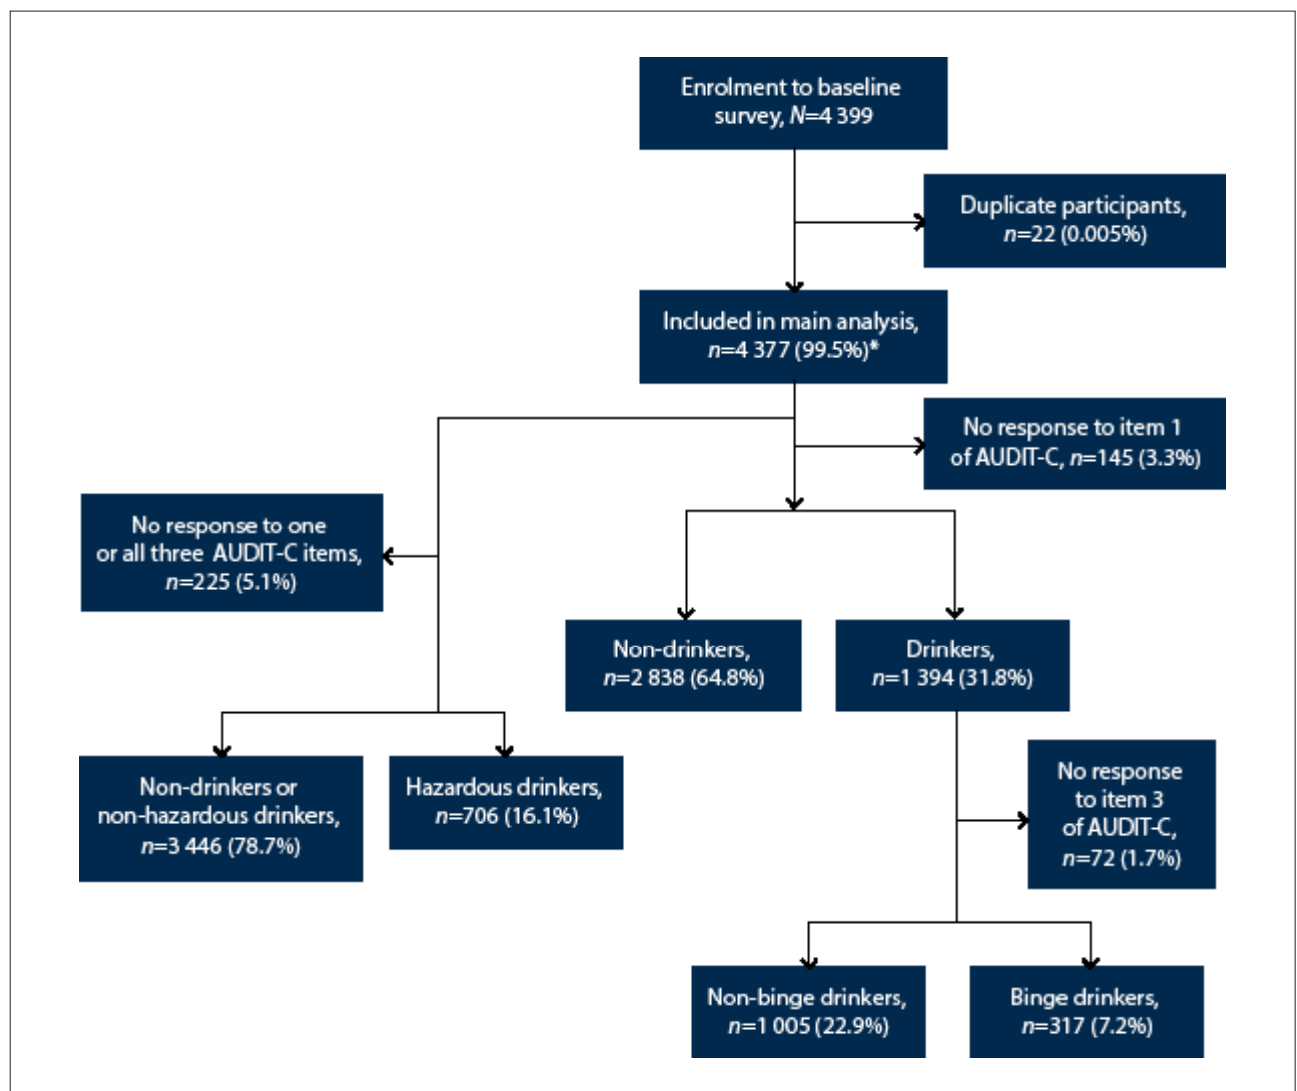 Enrolment to baseline
survey, N=4 399
Duplicate participants,
n=22 (0.005%)
Included in main analysis,
n=4 377 (99.5%)*
No response to item 1
of AUDIT-C, n=145 (3.3%)
No response to one
or all three AUDIT-C items,
n=225 (5.1%)
Non-drinkers,
n=2 838 (64.8%)
Drinkers,
n=1 394 (31.8%)
Non-drinkers or
non-hazardous drinkers,
n=3 446 (78.7%)
Hazardous drinkers,
n=706 (16.1%)
No response
to item 3
of AUDIT-C,
n=72 (1.7%)
Non-binge drinkers,
n=1 005 (22.9%)
Binge drinkers,
n=317 (7.2%)